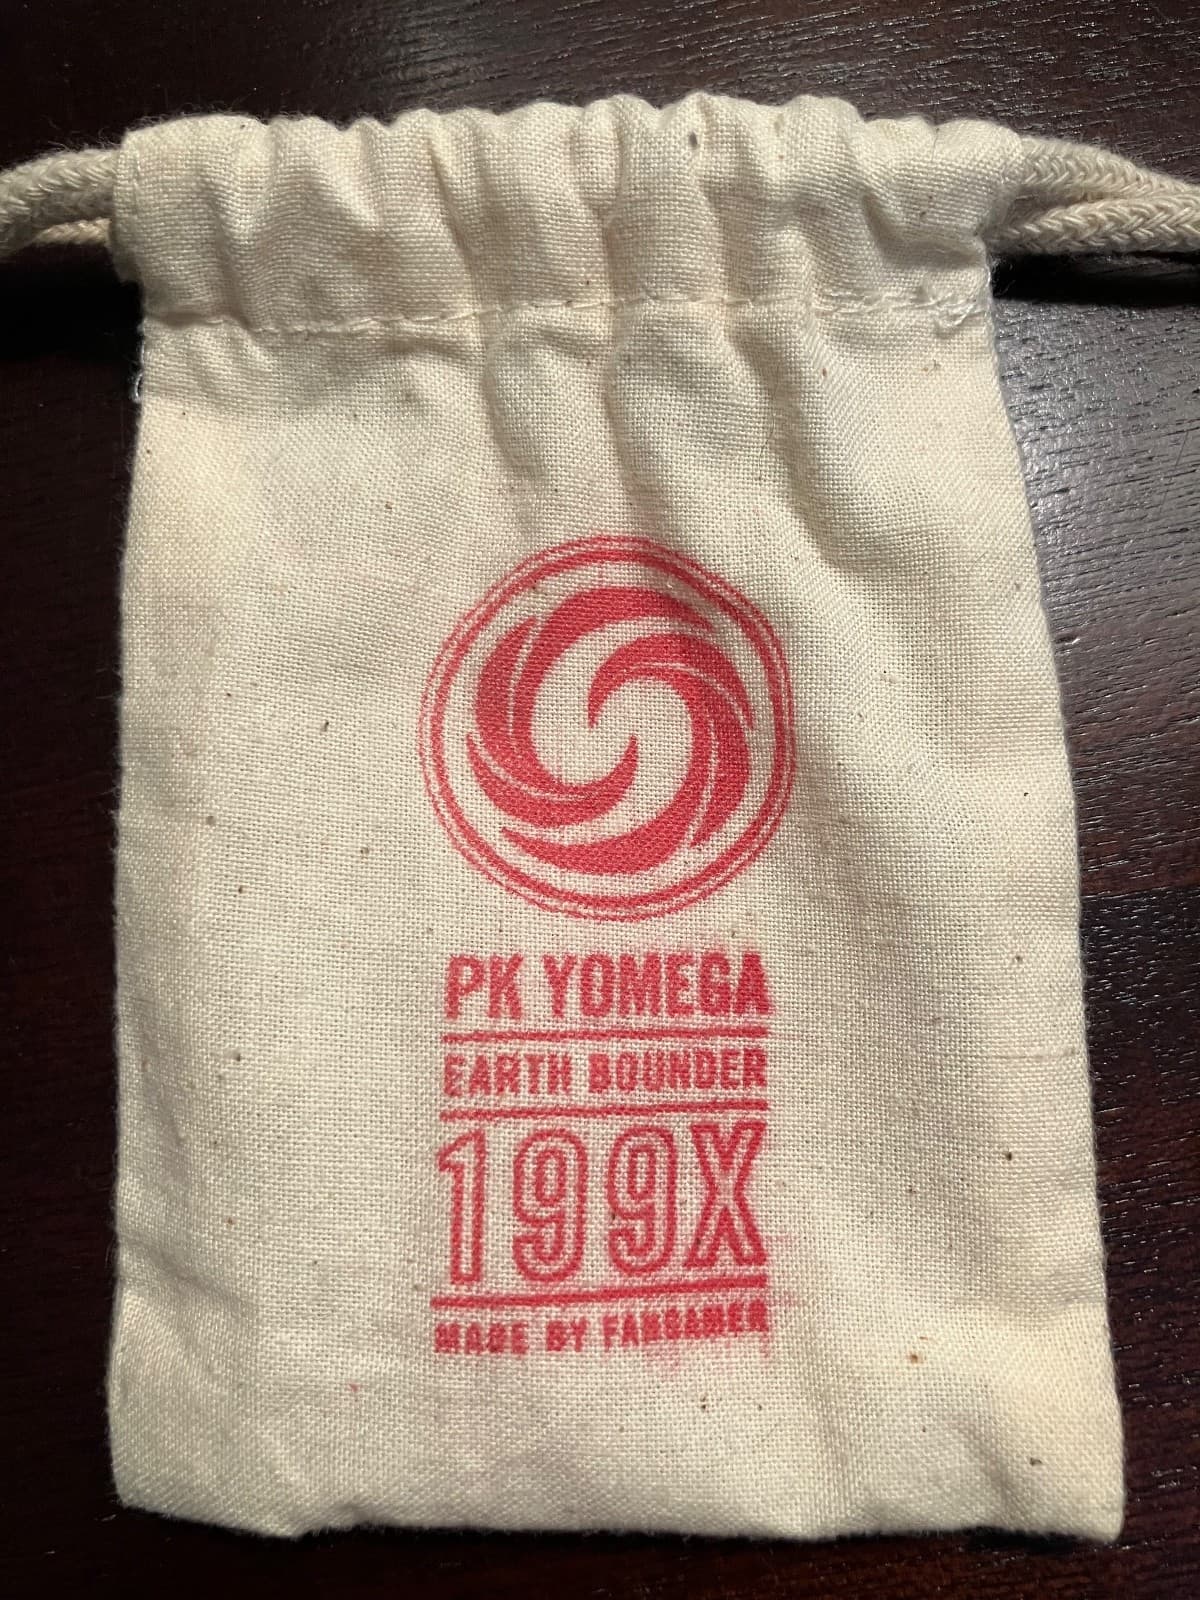 PK YOMEGA
EARTH BOUNDER
199X
MADE BY FANGAMER